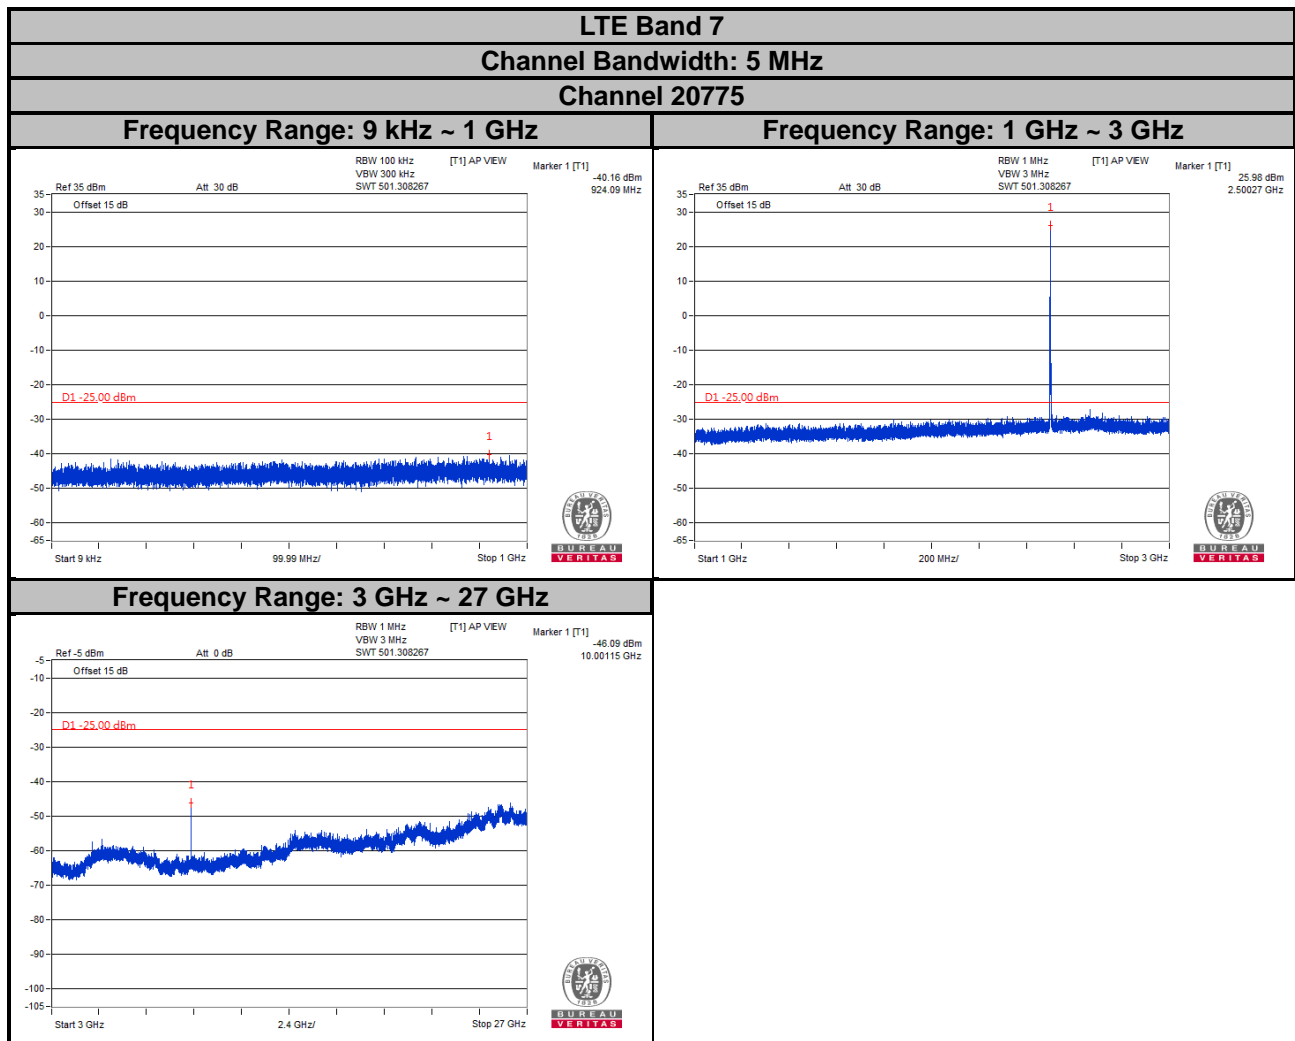 LTE Band 7
Channel Bandwidth: 5 MHz
Channel 20775
Frequency Range: 9 kHz ~ 1 GHz
RBW 100 kHz
[T1] AP VIEW
Marker 1 [T1]
VBW 300 kHz
-40.16 dBm
Ref 35 dBm
Att 30 dB
SWT 501.308267
924.09 MHz
35
Offset 15 dB
30
20
10
0
-10
-20
D1 -25.00 dBm
-30
1
-40
-50
-60
-65
Start 9 kHz
99.99 MHz/
Stop 1 GHz
BUREAU VERITAS
1828
BUREAU
VERITAS
Frequency Range: 1 GHz ~ 3 GHz
RBW 1 MHz
[T1] AP VIEW
Marker 1 [T1]
VBW 3 MHz
25.98 dBm
Ref 35 dBm
Att 30 dB
SWT 501.308267
2.50027 GHz
35
Offset 15 dB
30
1
20
10
0
-10
-20
D1 -25.00 dBm
-30
-40
-50
-60
-65
Start 1 GHz
200 MHz/
Stop 3 GHz
BUREAU VERITAS
1828
BUREAU
VERITAS
Frequency Range: 3 GHz ~ 27 GHz
RBW 1 MHz
[T1] AP VIEW
Marker 1 [T1]
VBW 3 MHz
-46.09 dBm
Ref -5 dBm
Att 0 dB
SWT 501.308267
10.00115 GHz
-5
Offset 15 dB
-10
-20
D1 -25.00 dBm
-30
-40
1
-50
-60
-70
-80
-90
-100
-105
Start 3 GHz
2.4 GHz/
Stop 27 GHz
BUREAU VERITAS
1828
BUREAU
VERITAS